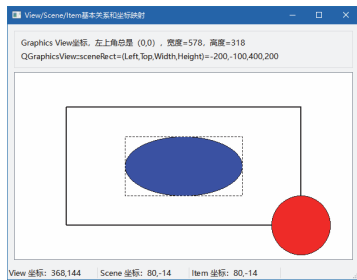 View/Scene/Item基本关系和坐标映射
Graphics View坐标，左上角总是（0,0），宽度=578，高度=318
QGraphicsView::sceneRect=(Left,Top,Width,Height)=-200,-100,400,200
View 坐标：368,144 Scene 坐标：80,-14 Item 坐标：80,-14